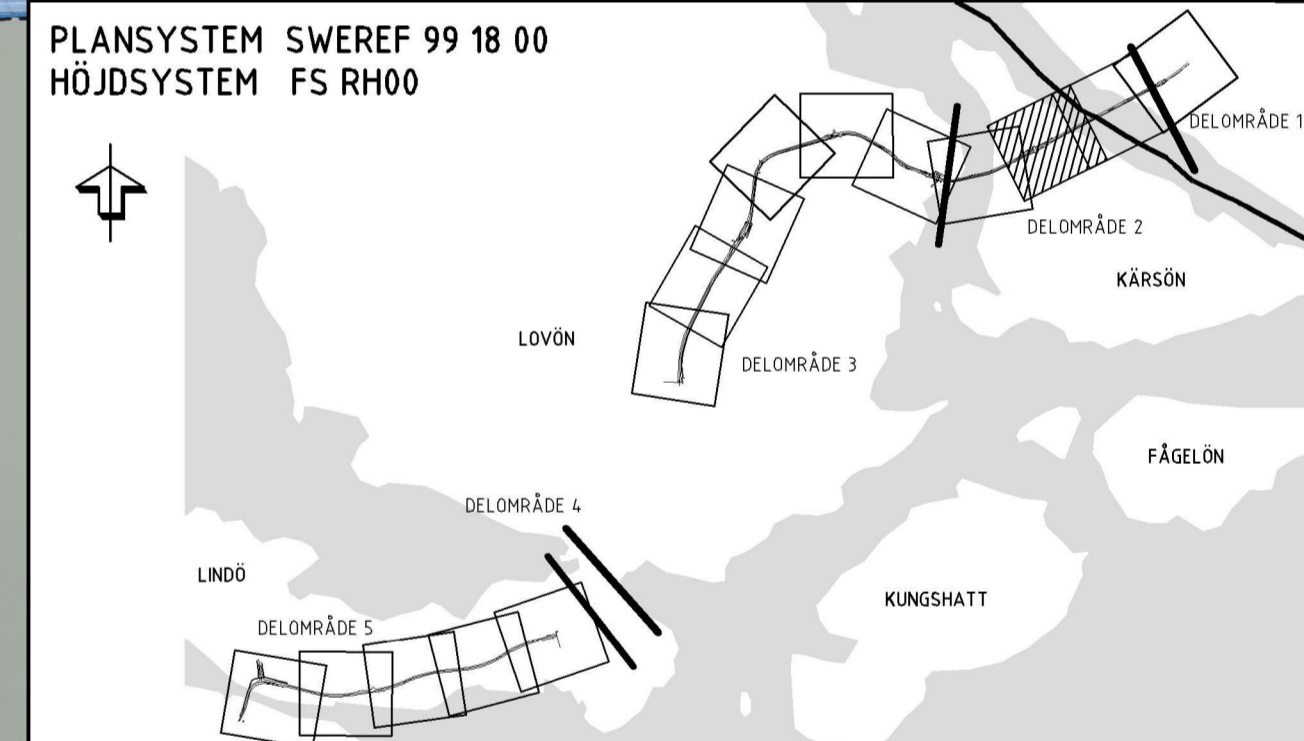 PLANSYSTEM SWEREF 99 18 00
HÖJDSYSTEM FS RH00
DELOMRÅDE 1
DELOMRÅDE 2
KÄRSÖN
LOVÖN
DELOMRÅDE 3
FÅGELÖN
DELOMRÅDE 4
LINDÖ
KUNGSHATT
DELOMRÅDE 5